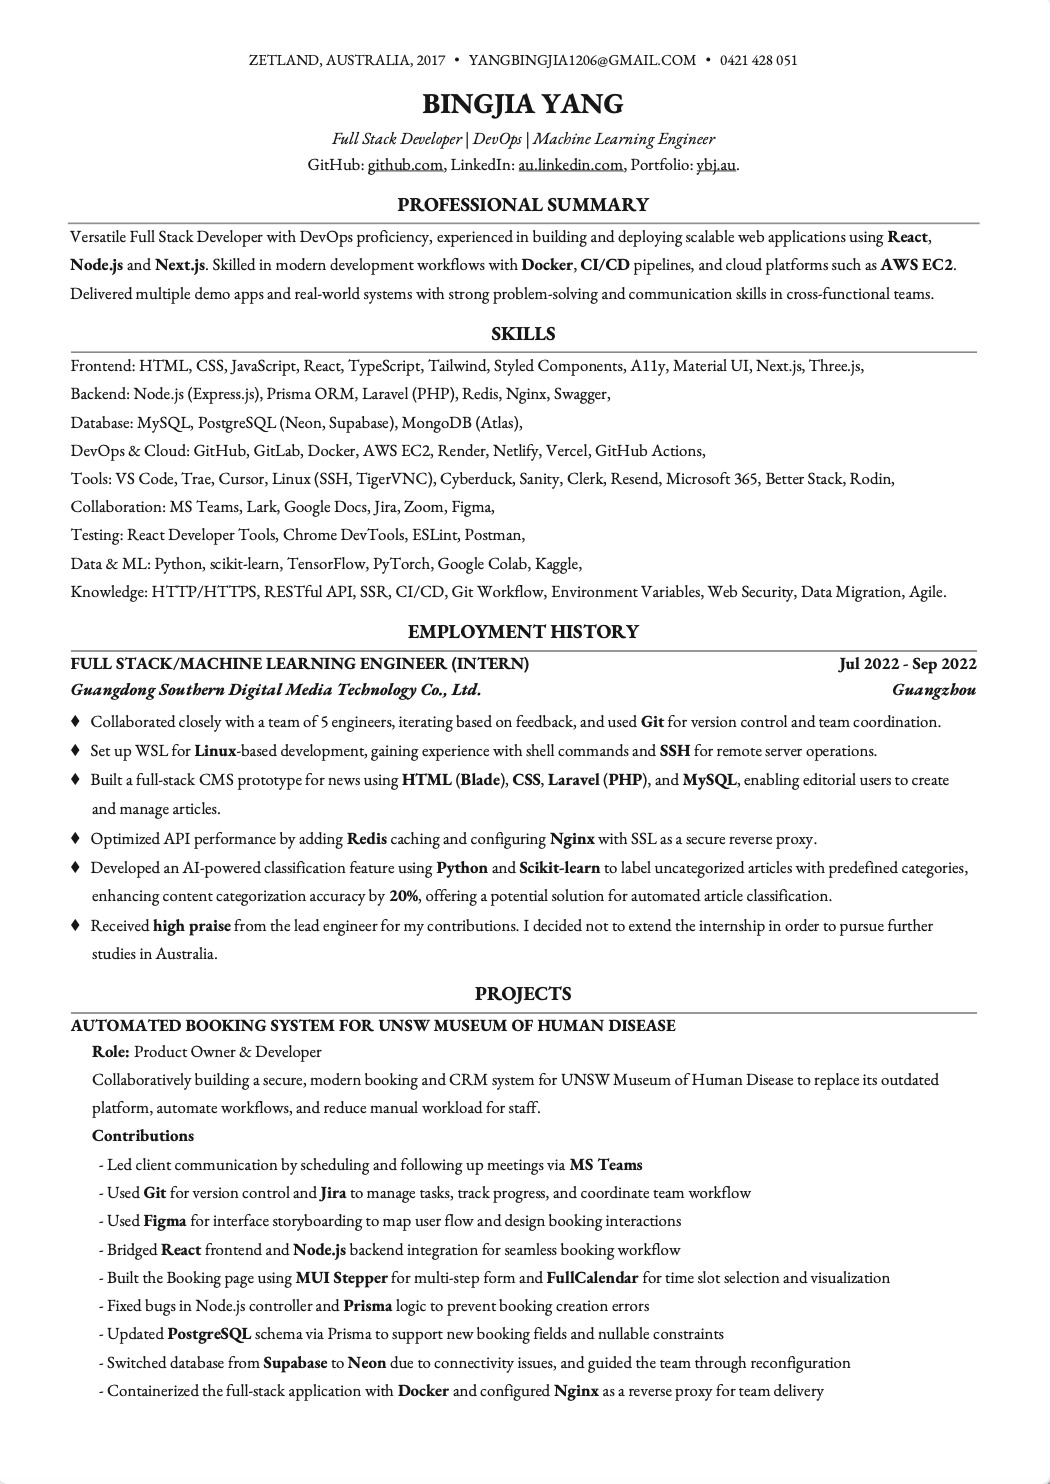 ZETLAND, AUSTRALIA, 2017 • YANGBINGJIA1206@GMAIL.COM • 0421 428 051
BINGJIA YANG
Full Stack Developer | DevOps | Machine Learning Engineer
GitHub: github.com, LinkedIn: au.linkedin.com, Portfolio: ybj.au.
PROFESSIONAL SUMMARY
Versatile Full Stack Developer with DevOps proficiency, experienced in building and deploying scalable web applications using React,
Node.js and Next.js. Skilled in modern development workflows with Docker, CI/CD pipelines, and cloud platforms such as AWS EC2.
Delivered multiple demo apps and real-world systems with strong problem-solving and communication skills in cross-functional teams.
SKILLS
Frontend: HTML, CSS, JavaScript, React, TypeScript, Tailwind, Styled Components, A11y, Material UI, Next.js, Three.js,
Backend: Node.js (Express.js), Prisma ORM, Laravel (PHP), Redis, Nginx, Swagger,
Database: MySQL, PostgreSQL (Neon, Supabase), MongoDB (Atlas),
DevOps & Cloud: GitHub, GitLab, Docker, AWS EC2, Render, Netlify, Vercel, GitHub Actions,
Tools: VS Code, Trae, Cursor, Linux (SSH, TigerVNC), Cyberduck, Sanity, Clerk, Resend, Microsoft 365, Better Stack, Rodin,
Collaboration: MS Teams, Lark, Google Docs, Jira, Zoom, Figma,
Testing: React Developer Tools, Chrome DevTools, ESLint, Postman,
Data & ML: Python, scikit-learn, TensorFlow, PyTorch, Google Colab, Kaggle,
Knowledge: HTTP/HTTPS, RESTful API, SSR, CI/CD, Git Workflow, Environment Variables, Web Security, Data Migration, Agile.
EMPLOYMENT HISTORY
FULL STACK/MACHINE LEARNING ENGINEER (INTERN) Jul 2022 - Sep 2022
Guangdong Southern Digital Media Technology Co., Ltd. Guangzhou
♦ Collaborated closely with a team of 5 engineers, iterating based on feedback, and used Git for version control and team coordination.
♦ Set up WSL for Linux-based development, gaining experience with shell commands and SSH for remote server operations.
♦ Built a full-stack CMS prototype for news using HTML (Blade), CSS, Laravel (PHP), and MySQL, enabling editorial users to create
and manage articles.
♦ Optimized API performance by adding Redis caching and configuring Nginx with SSL as a secure reverse proxy.
♦ Developed an AI-powered classification feature using Python and Scikit-learn to label uncategorized articles with predefined categories,
enhancing content categorization accuracy by 20%, offering a potential solution for automated article classification.
♦ Received high praise from the lead engineer for my contributions. I decided not to extend the internship in order to pursue further
studies in Australia.
PROJECTS
AUTOMATED BOOKING SYSTEM FOR UNSW MUSEUM OF HUMAN DISEASE
Role: Product Owner & Developer
Collaboratively building a secure, modern booking and CRM system for UNSW Museum of Human Disease to replace its outdated
platform, automate workflows, and reduce manual workload for staff.
Contributions
- Led client communication by scheduling and following up meetings via MS Teams
- Used Git for version control and Jira to manage tasks, track progress, and coordinate team workflow
- Used Figma for interface storyboarding to map user flow and design booking interactions
- Bridged React frontend and Node.js backend integration for seamless booking workflow
- Built the Booking page using MUI Stepper for multi-step form and FullCalendar for time slot selection and visualization
- Fixed bugs in Node.js controller and Prisma logic to prevent booking creation errors
- Updated PostgreSQL schema via Prisma to support new booking fields and nullable constraints
- Switched database from Supabase to Neon due to connectivity issues, and guided the team through reconfiguration
- Containerized the full-stack application with Docker and configured Nginx as a reverse proxy for team delivery